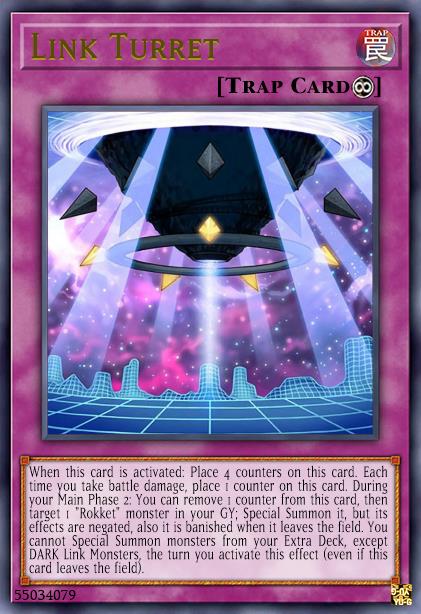 LINK TURRET
TRAP
罠
[TRAP CARD♾]
When this card is activated: Place 4 counters on this card. Each
time you take battle damage, place 1 counter on this card. During
your Main Phase 2: You can remove 1 counter from this card, then
target 1 "Rokket" monster in your GY; Special Summon it, but its
effects are negated, also it is banished when it leaves the field. You
cannot Special Summon monsters from your Extra Deck, except
DARK Link Monsters, the turn you activate this effect (even if this
card leaves the field).
55034079